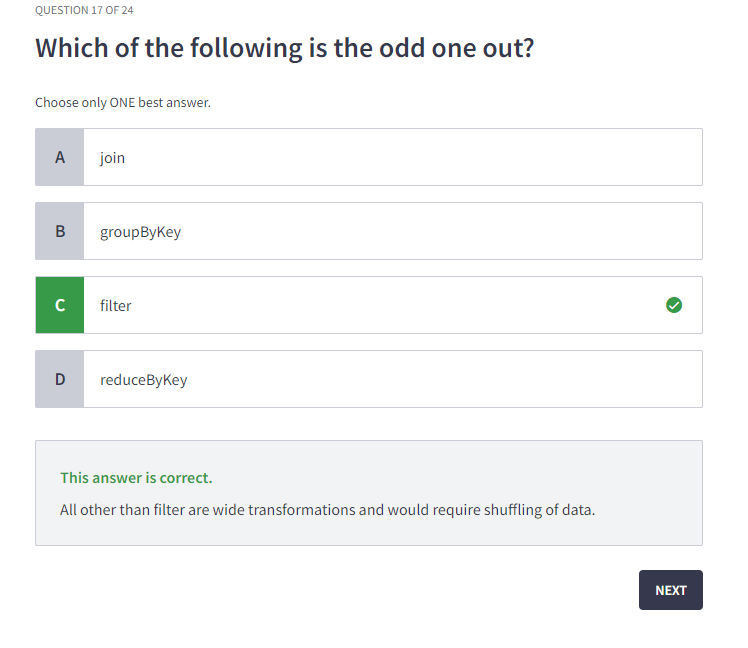 QUESTION 17 OF 24
Which of the following is the odd one out?
Choose only ONE best answer.
A join
B groupByKey
C filter
D reduceByKey
This answer is correct.
All other than filter are wide transformations and would require shuffling of data.
NEXT